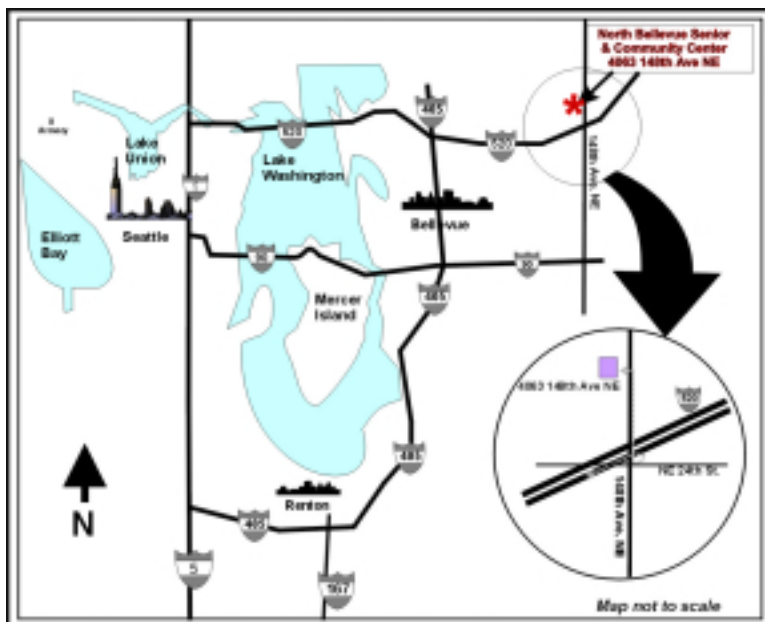 North Bellevue Senior
& Community Center
4063 148th Ave NE
405
520
520
Lake
Union
Lake
Washington
148th Ave, NE
Elliott
Bay
Seattle
Bellevue
90
90
Mercer
Island
405
4063 148th Ave NE
520
NE 24th St.
148th Ave, NE
405
N
Renton
405
5
167
Map not to scale